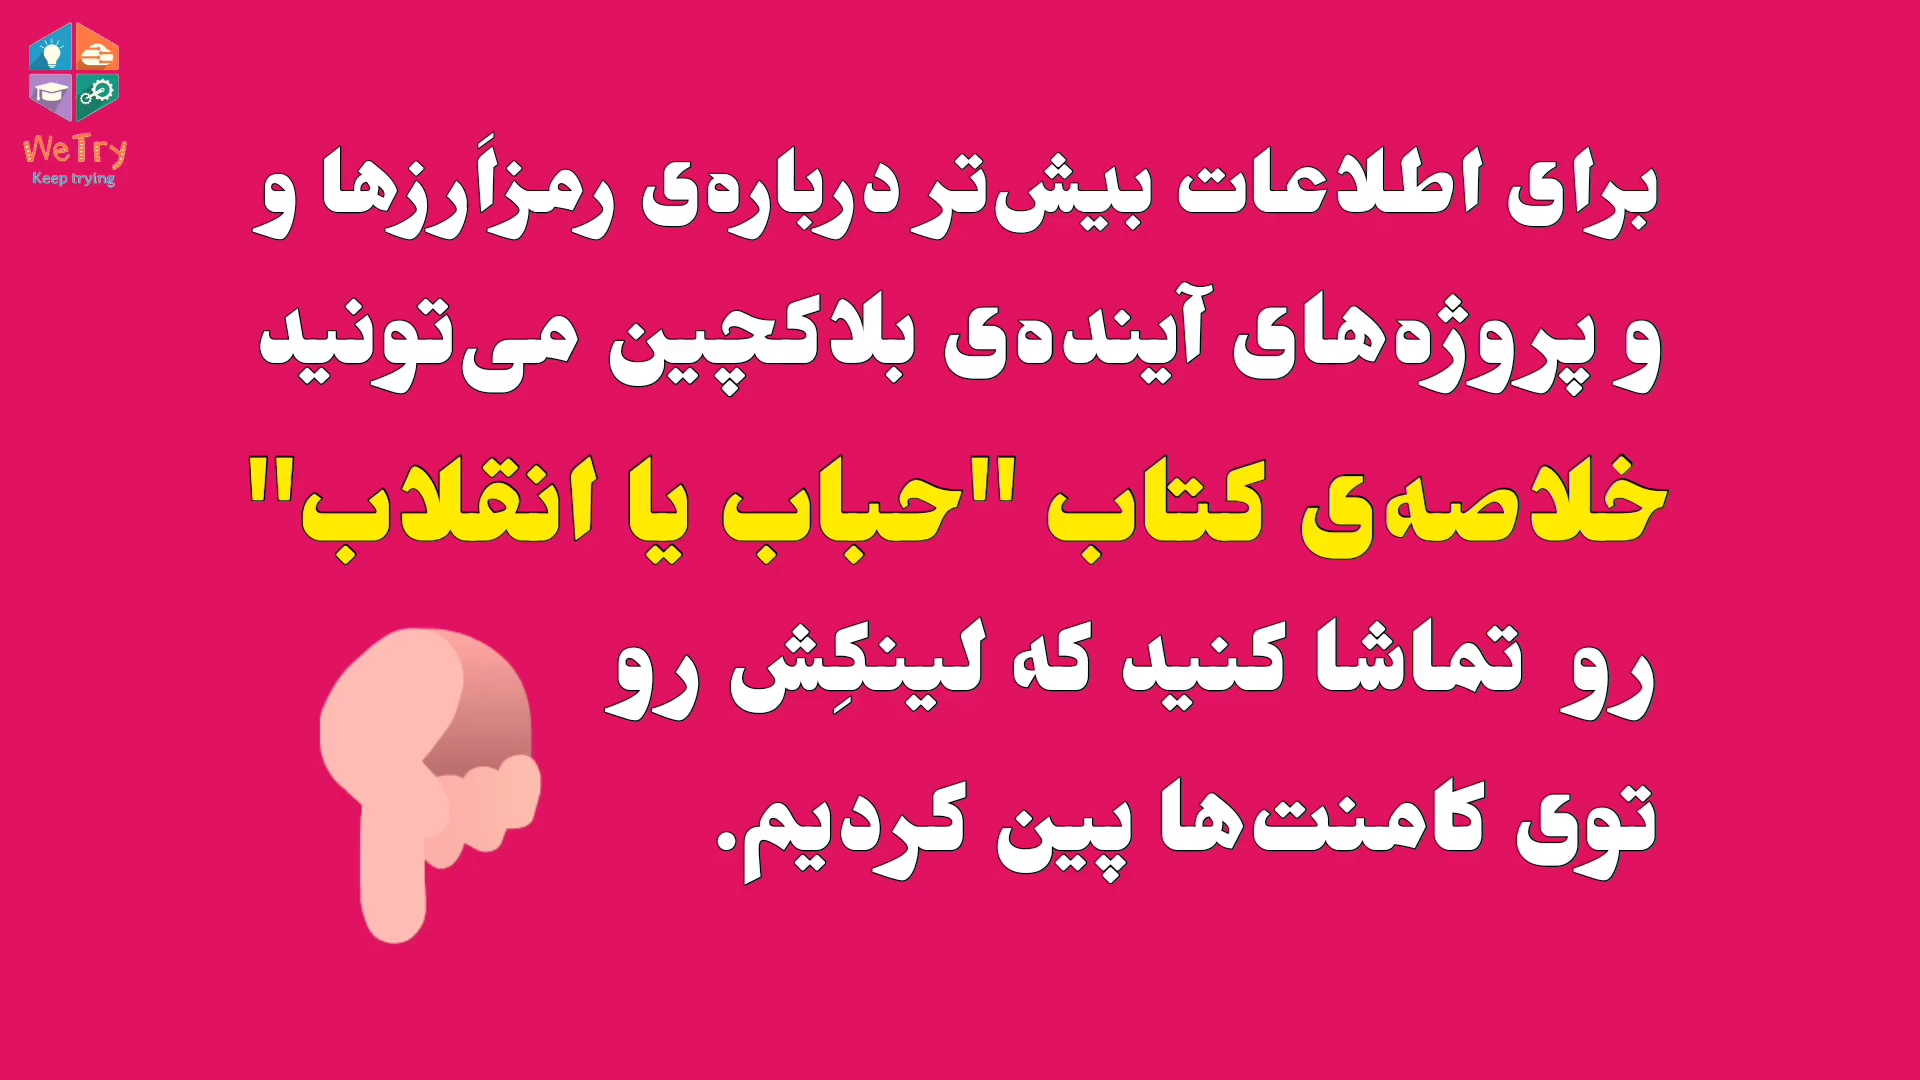 WeTry
Keep trying
برای اطلاعات بیش‌تر درباره‌ی رمزاَرزها و
و پروژه‌های آینده‌ی بلاکچین می‌تونید
خلاصه‌ی کتاب "حباب یا انقلاب"
رو تماشا کنید که لینکِش رو
توی کامنت‌ها پین کردیم.